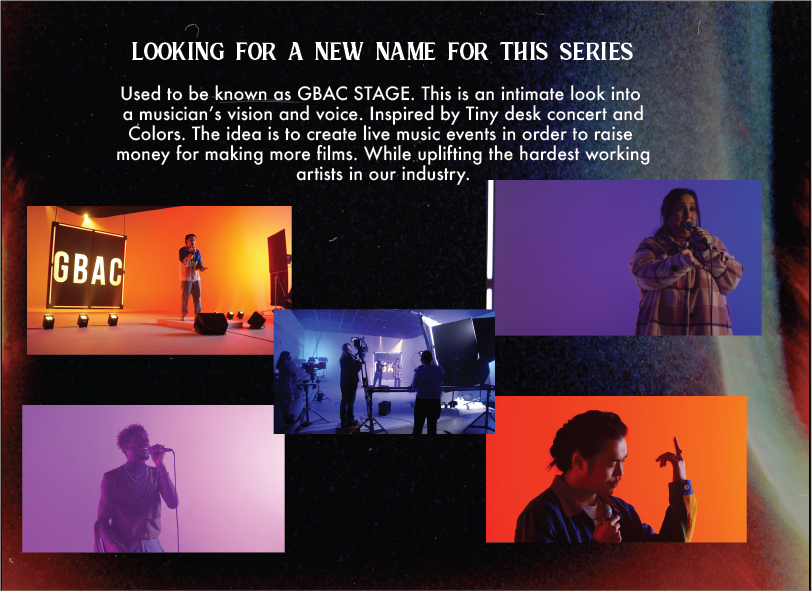 LOOKING FOR A NEW NAME FOR THIS SERIES
Used to be known as GBAC STAGE. This is an intimate look into
a musician's vision and voice. Inspired by Tiny desk concert and
Colors. The idea is to create live music events in order to raise
money for making more films. While uplifting the hardest working
artists in our industry.
GBAC